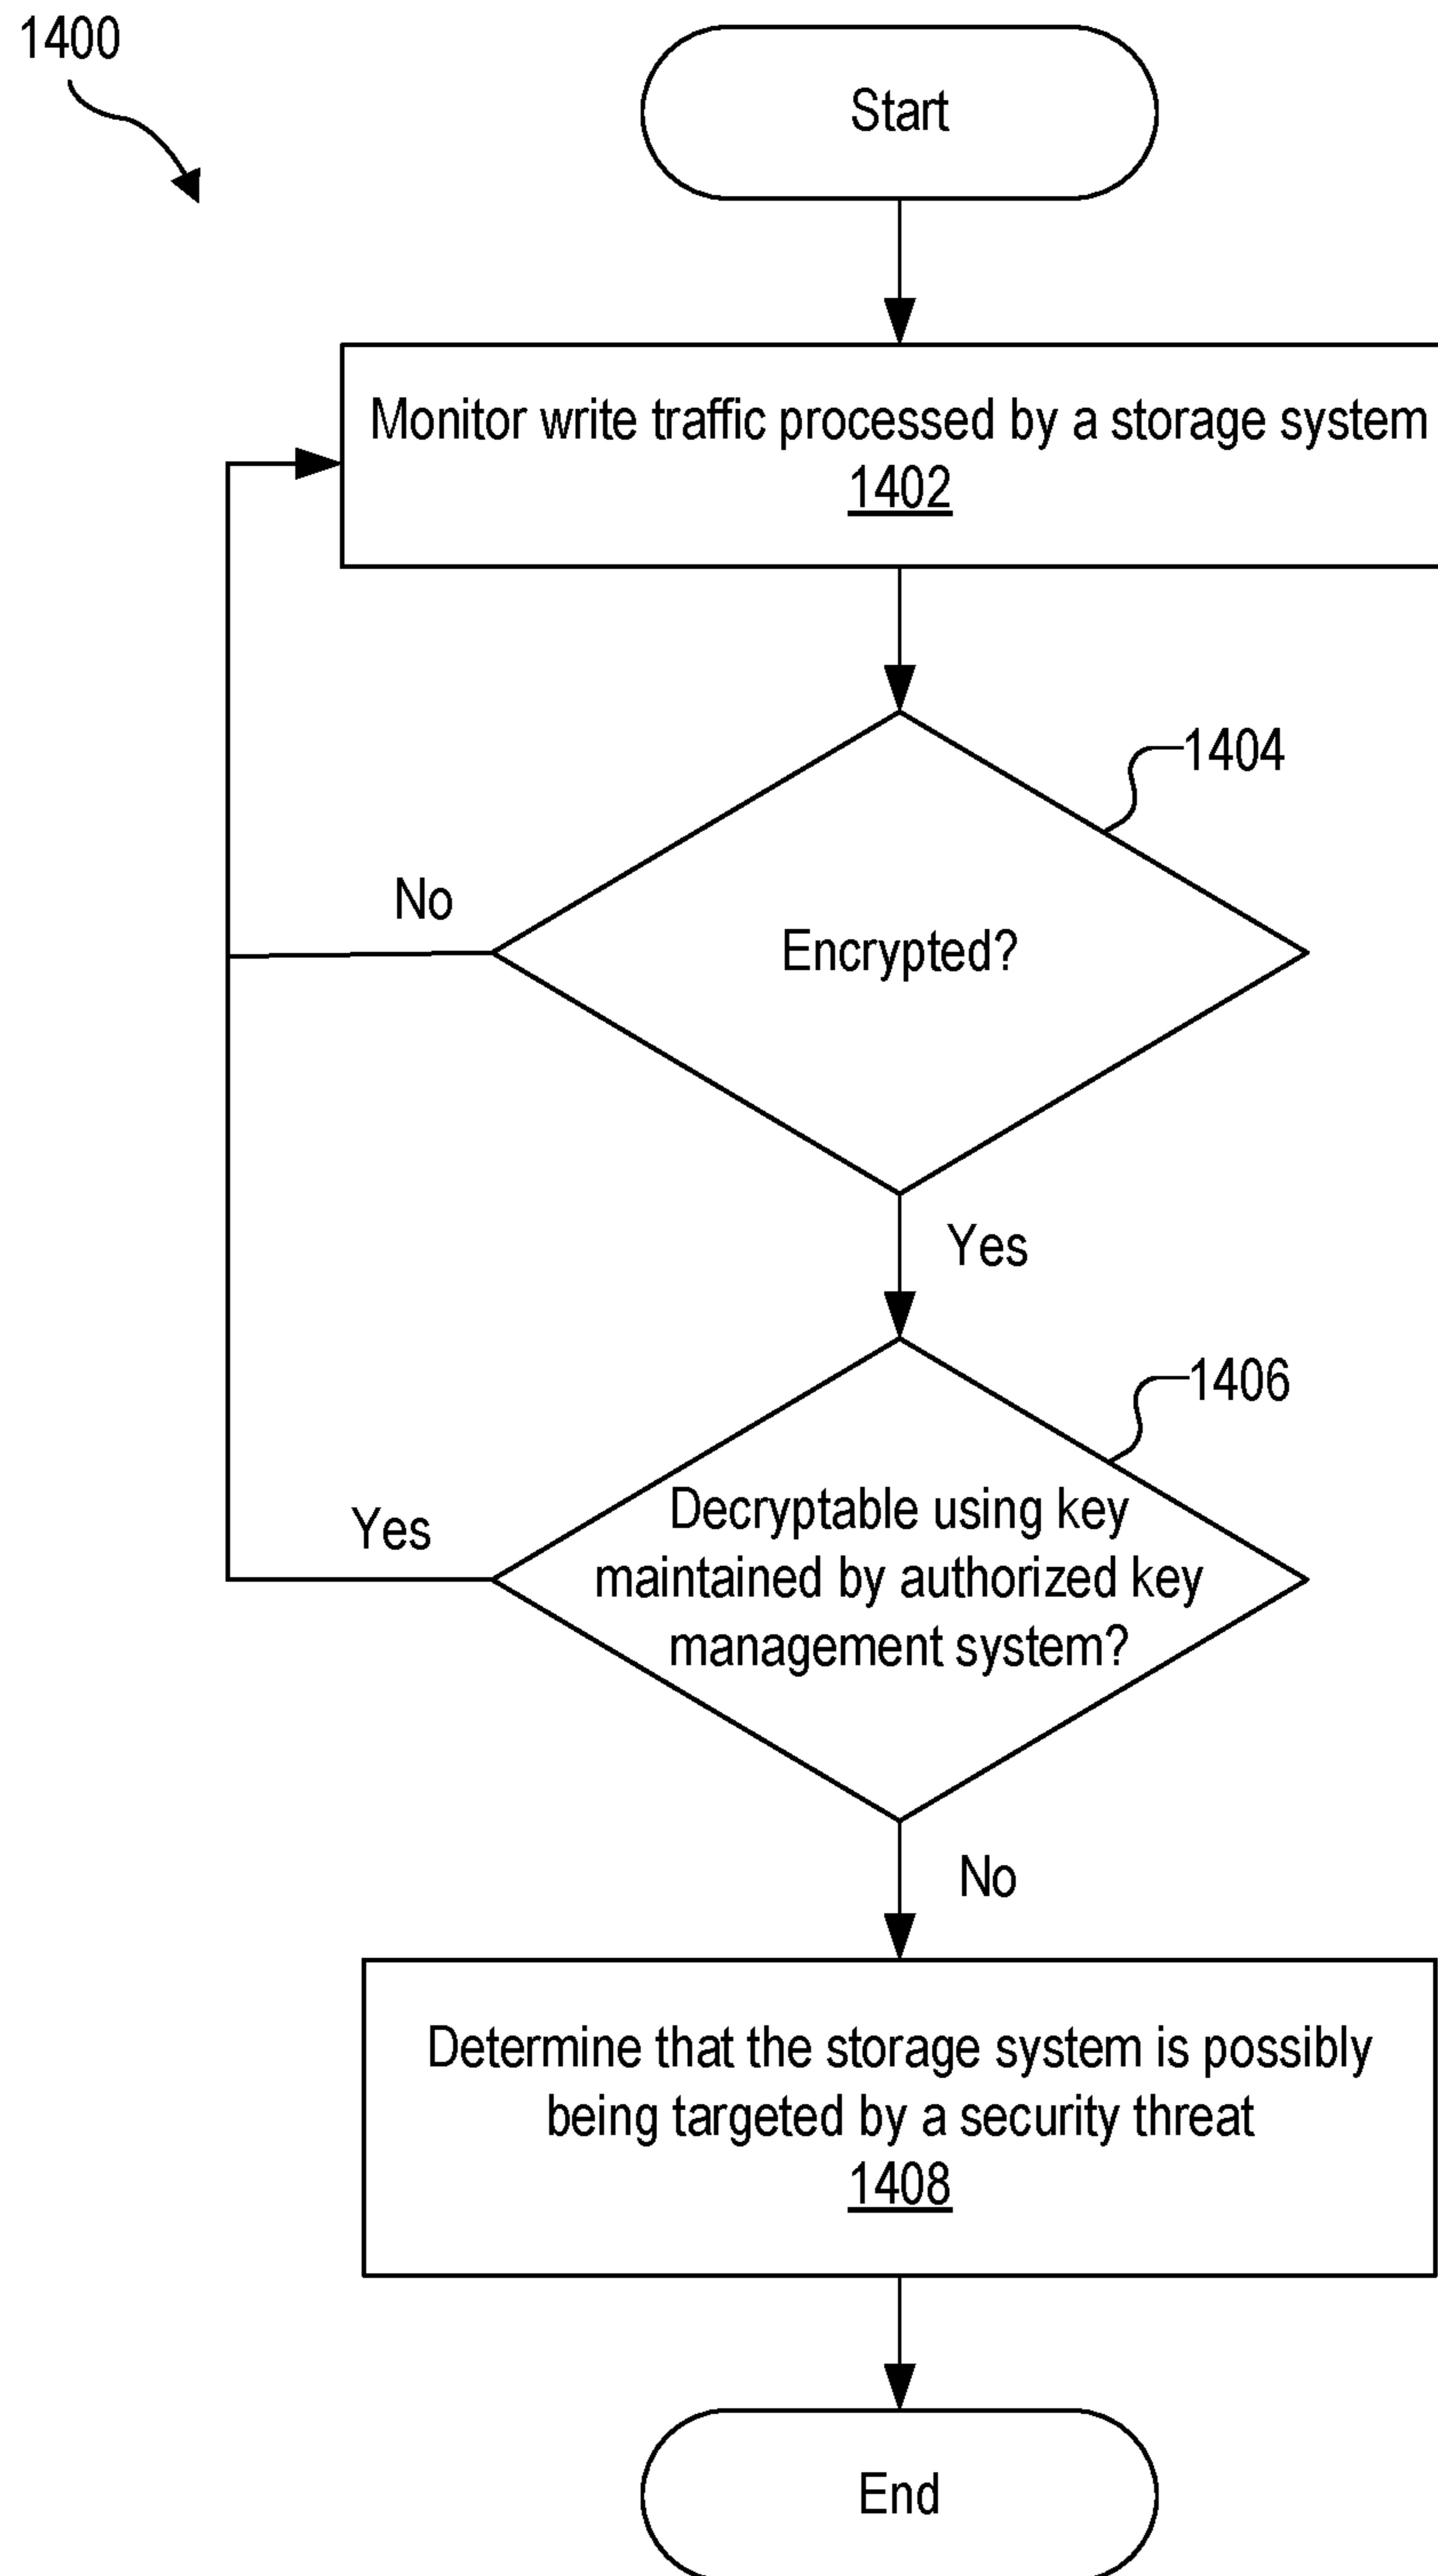 1400
Start
Monitor write traffic processed by a storage system
1402
1404
No
Encrypted?
Yes
1406
Yes
Decryptable using key
maintained by authorized key
management system?
No
Determine that the storage system is possibly
being targeted by a security threat
1408
End